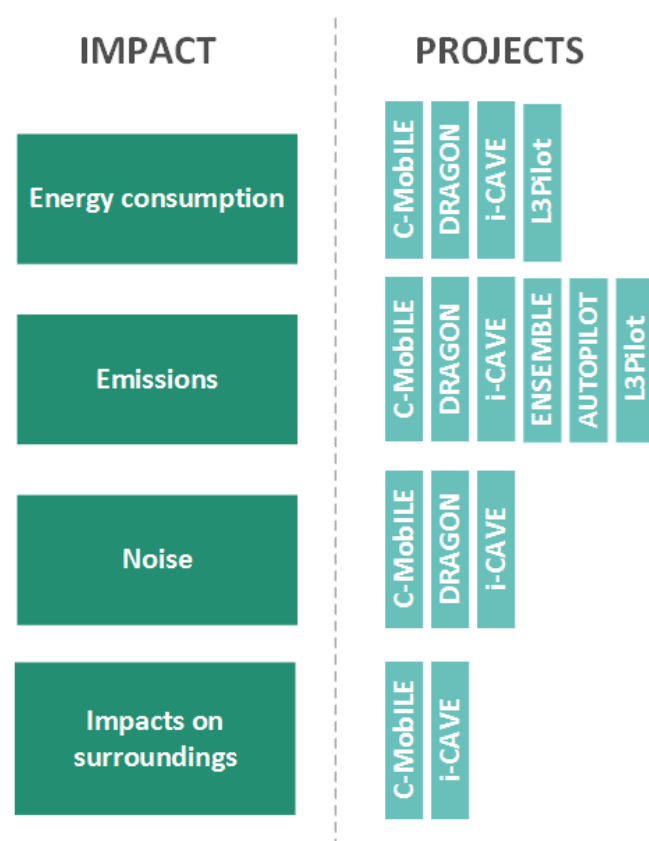 IMPACT
PROJECTS
Energy consumption
C-MobILE
DRAGON
i-CAVE
L3Pilot
Emissions
C-MobILE
DRAGON
i-CAVE
ENSEMBLE
AUTOPILOT
L3Pilot
Noise
C-MobILE
DRAGON
i-CAVE
Impacts on
surroundings
C-MobILE
i-CAVE